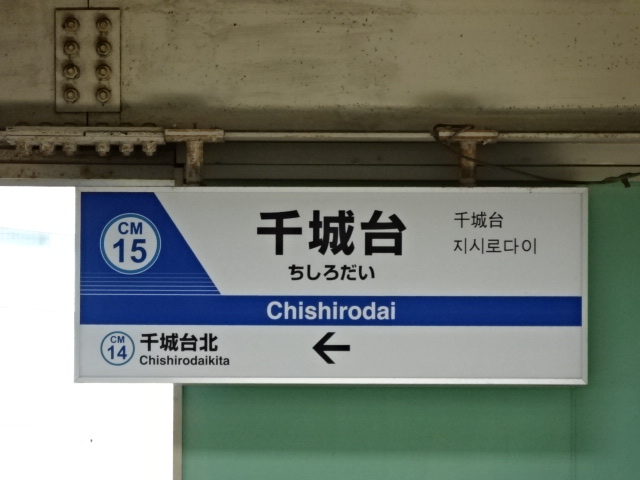 CM
15
千城台
ちしろだい
千城台
지시로다이
Chishirodai
CM
14
千城台北
Chishirodaikita
←